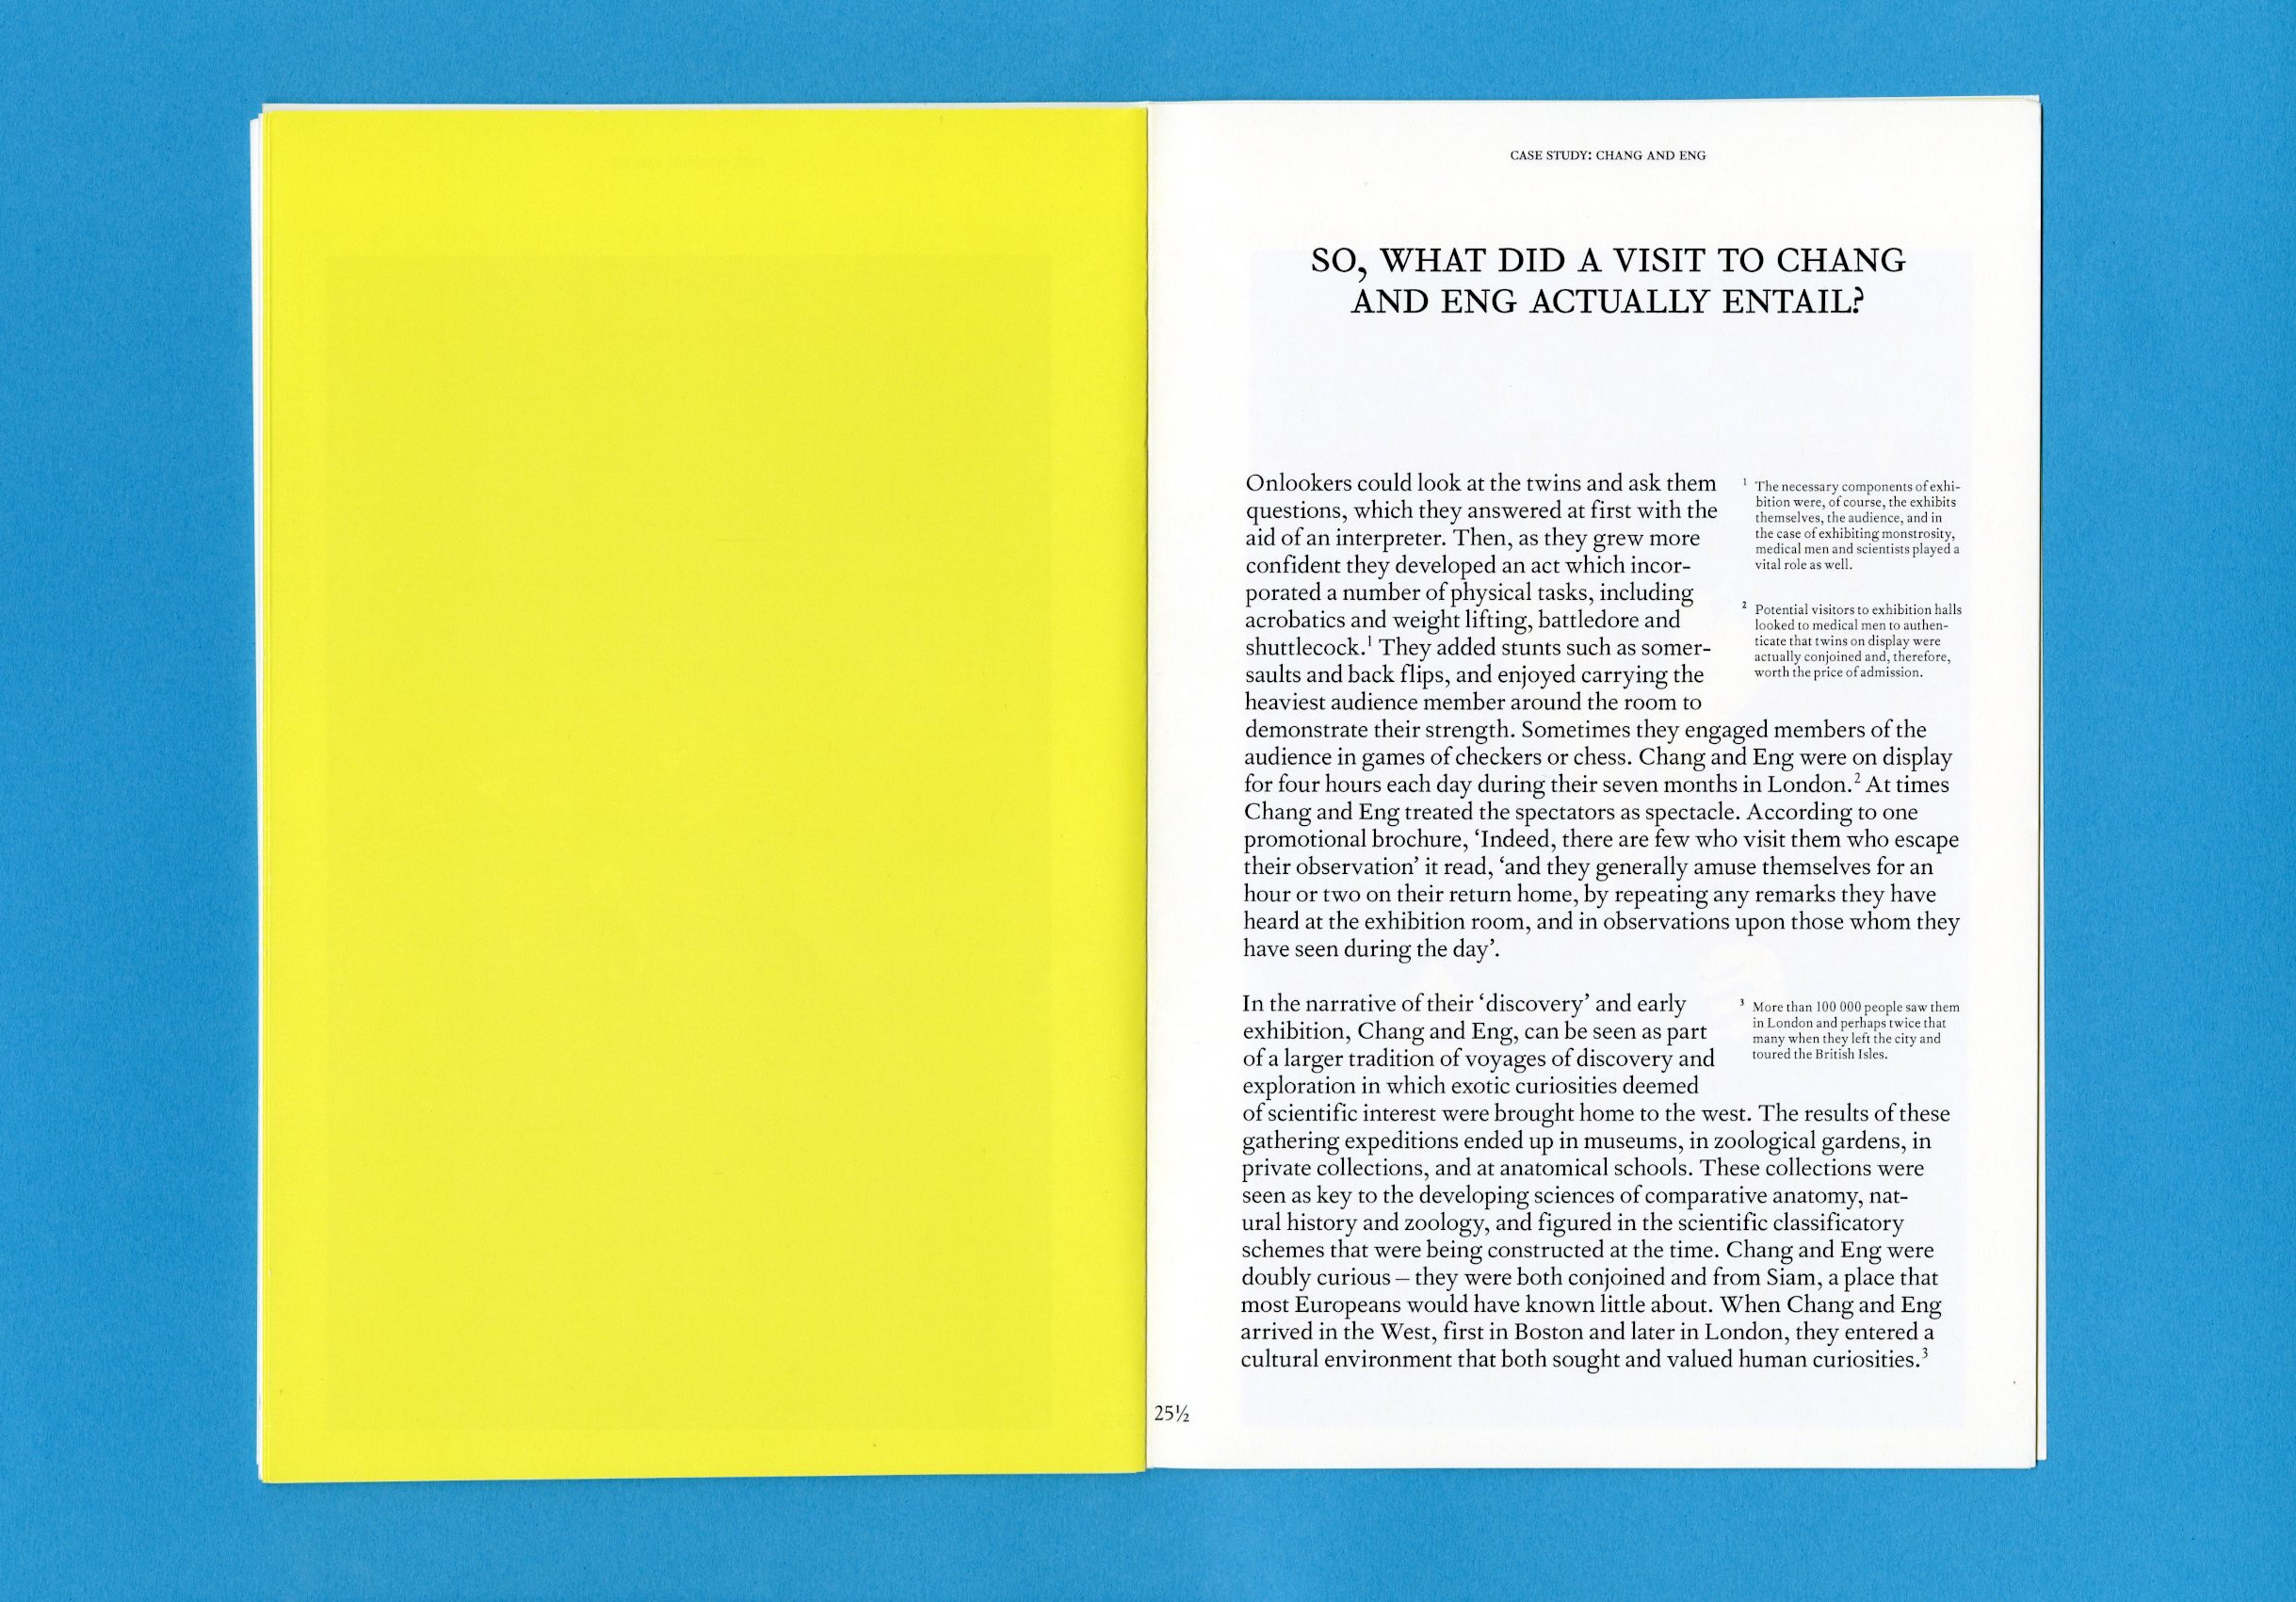 CASE STUDY: CHANG AND ENG
SO, WHAT DID A VISIT TO CHANG
AND ENG ACTUALLY ENTAIL?
Onlookers could look at the twins and ask them
questions, which they answered at first with the
aid of an interpreter. Then, as they grew more
confident they developed an act which incor-
porated a number of physical tasks, including
acrobatics and weight lifting, battledore and
shuttlecock.¹ They added stunts such as somer-
saults and back flips, and enjoyed carrying the
heaviest audience member around the room to
demonstrate their strength. Sometimes they engaged members of the
audience in games of checkers or chess. Chang and Eng were on display
for four hours each day during their seven months in London.² At times
Chang and Eng treated the spectators as spectacle. According to one
promotional brochure, ‘Indeed, there are few who visit them who escape
their observation’ it read, ‘and they generally amuse themselves for an
hour or two on their return home, by repeating any remarks they have
heard at the exhibition room, and in observations upon those whom they
have seen during the day’.
¹ The necessary components of exhi-
bition were, of course, the exhibits
themselves, the audience, and in
the case of exhibiting monstrosity,
medical men and scientists played a
vital role as well.
² Potential visitors to exhibition halls
looked to medical men to authen-
ticate that twins on display were
actually conjoined and, therefore,
worth the price of admission.
In the narrative of their ‘discovery’ and early
exhibition, Chang and Eng, can be seen as part
of a larger tradition of voyages of discovery and
exploration in which exotic curiosities deemed
of scientific interest were brought home to the west. The results of these
gathering expeditions ended up in museums, in zoological gardens, in
private collections, and at anatomical schools. These collections were
seen as key to the developing sciences of comparative anatomy, nat-
ural history and zoology, and figured in the scientific classificatory
schemes that were being constructed at the time. Chang and Eng were
doubly curious – they were both conjoined and from Siam, a place that
most Europeans would have known little about. When Chang and Eng
arrived in the West, first in Boston and later in London, they entered a
cultural environment that both sought and valued human curiosities.³
³ More than 100 000 people saw them
in London and perhaps twice that
many when they left the city and
toured the British Isles.
25½